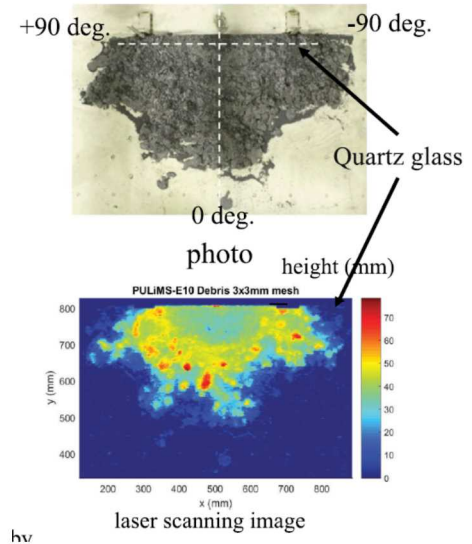 +90 deg.
-90 deg.
Quartz glass
0 deg.
photo
height (mm)
PULiMS-E10 Debris 3x3mm mesh
800
700
600
500
400
y (mm)
200 300 400 500 600 700 800
x (mm)
70
60
50
40
30
20
10
0
laser scanning image
by